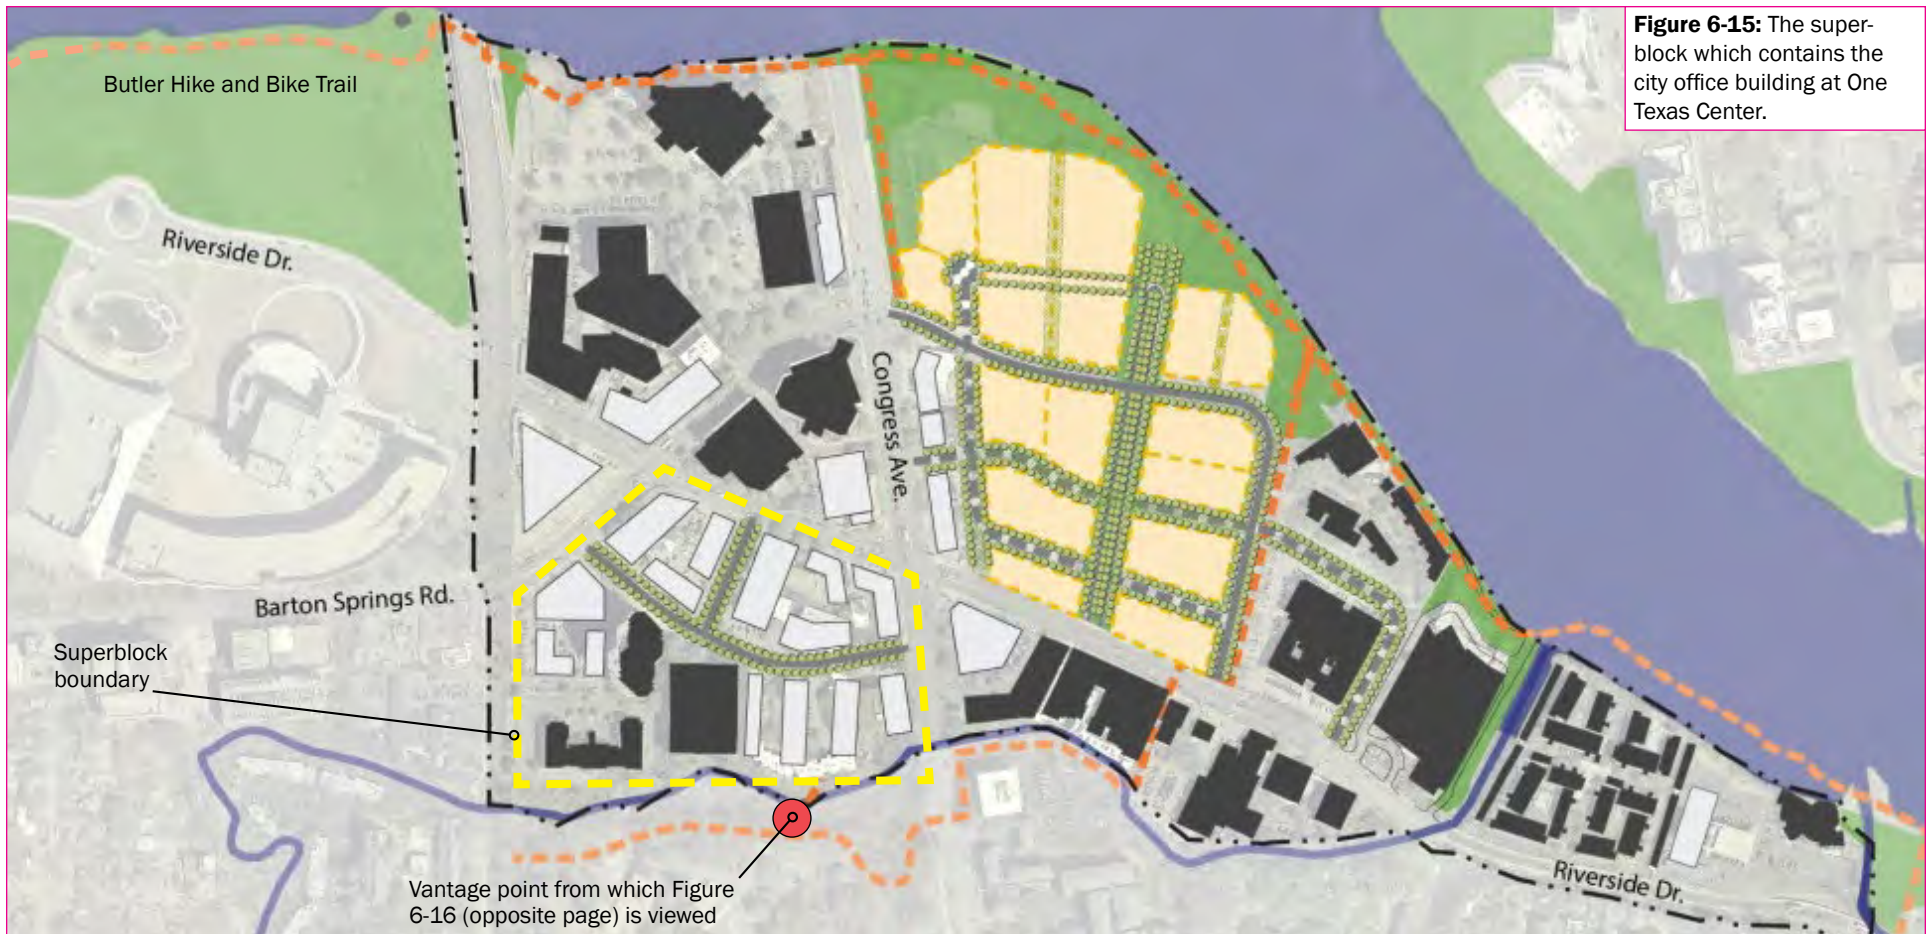 Figure 6-15: The super-
block which contains the
city office building at One
Texas Center.
Butler Hike and Bike Trail
Riverside Dr.
Congress Ave.
Barton Springs Rd.
Superblock
boundary
Vantage point from which Figure
6-16 (opposite page) is viewed
Riverside Dr.